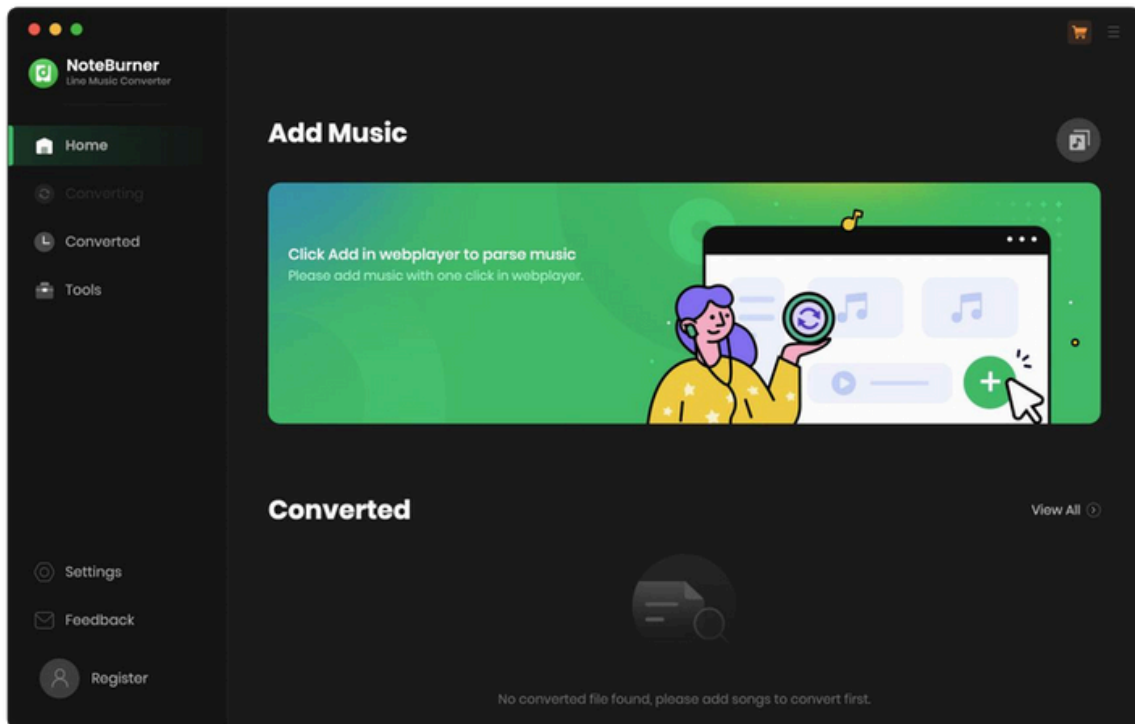 NoteBurner
Line Music Converter
Home
Converting
Converted
Tools
Settings
Feedback
Register
Add Music
Click Add in webplayer to parse music
Please add music with one click in webplayer.
Converted
View All
No converted file found, please add songs to convert first.